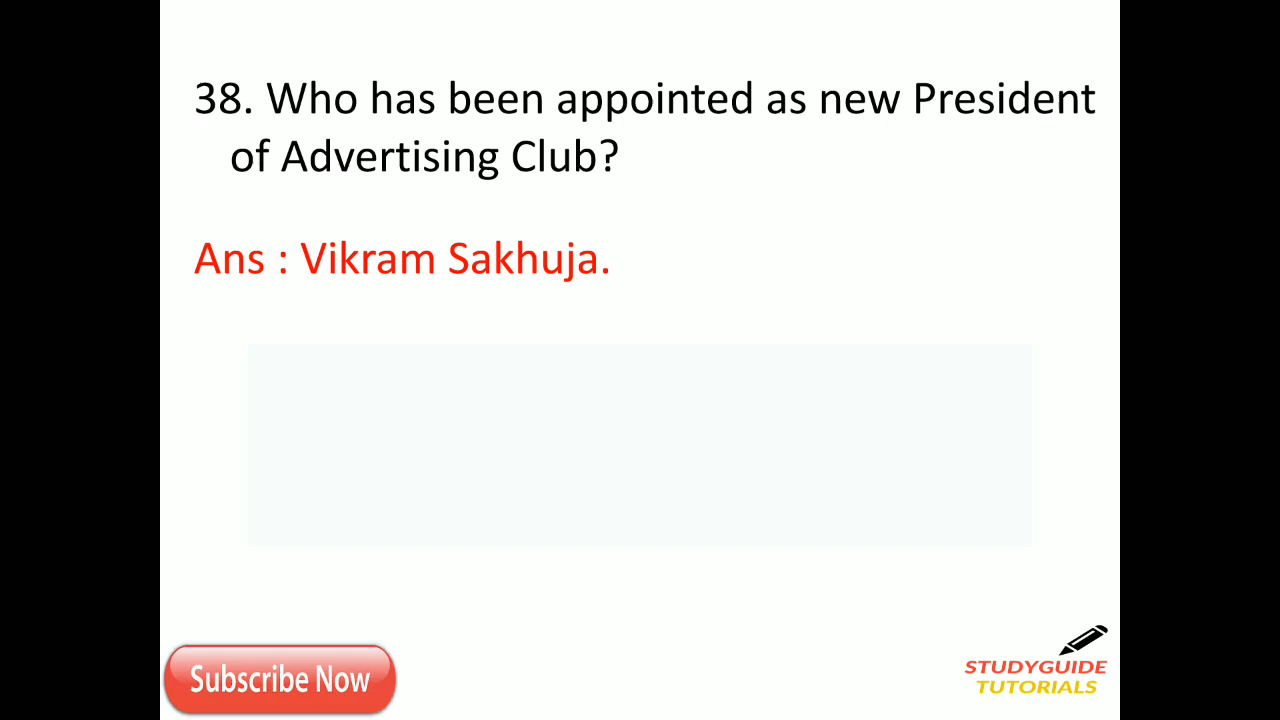 38. Who has been appointed as new President
of Advertising Club?
Ans : Vikram Sakhuja.
Subscribe Now
STUDYGUIDE
TUTORIALS